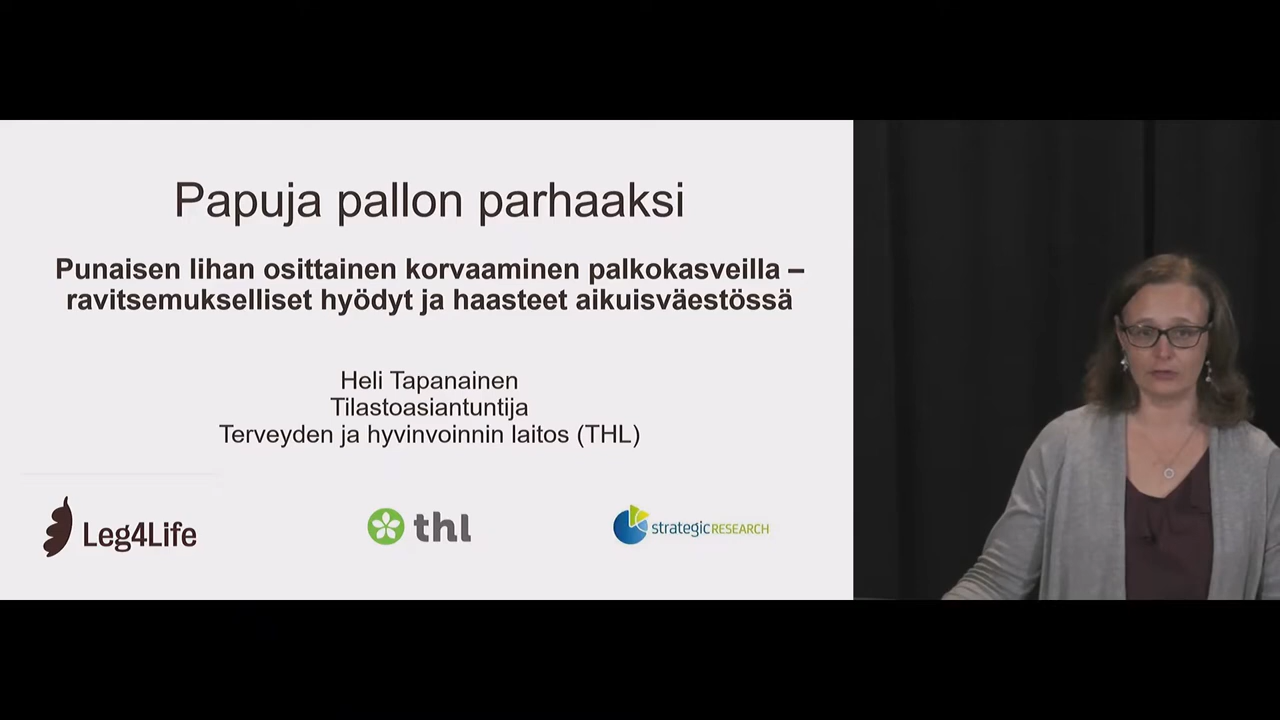 Papuja pallon parhaaksi
Punaisen lihan osittainen korvaaminen palkokasveilla –
ravitsemukselliset hyödyt ja haasteet aikuisväestössä
Heli Tapanainen
Tilastoasiantuntija
Terveyden ja hyvinvoinnin laitos (THL)
Leg4Life
thl
strategicRESEARCH